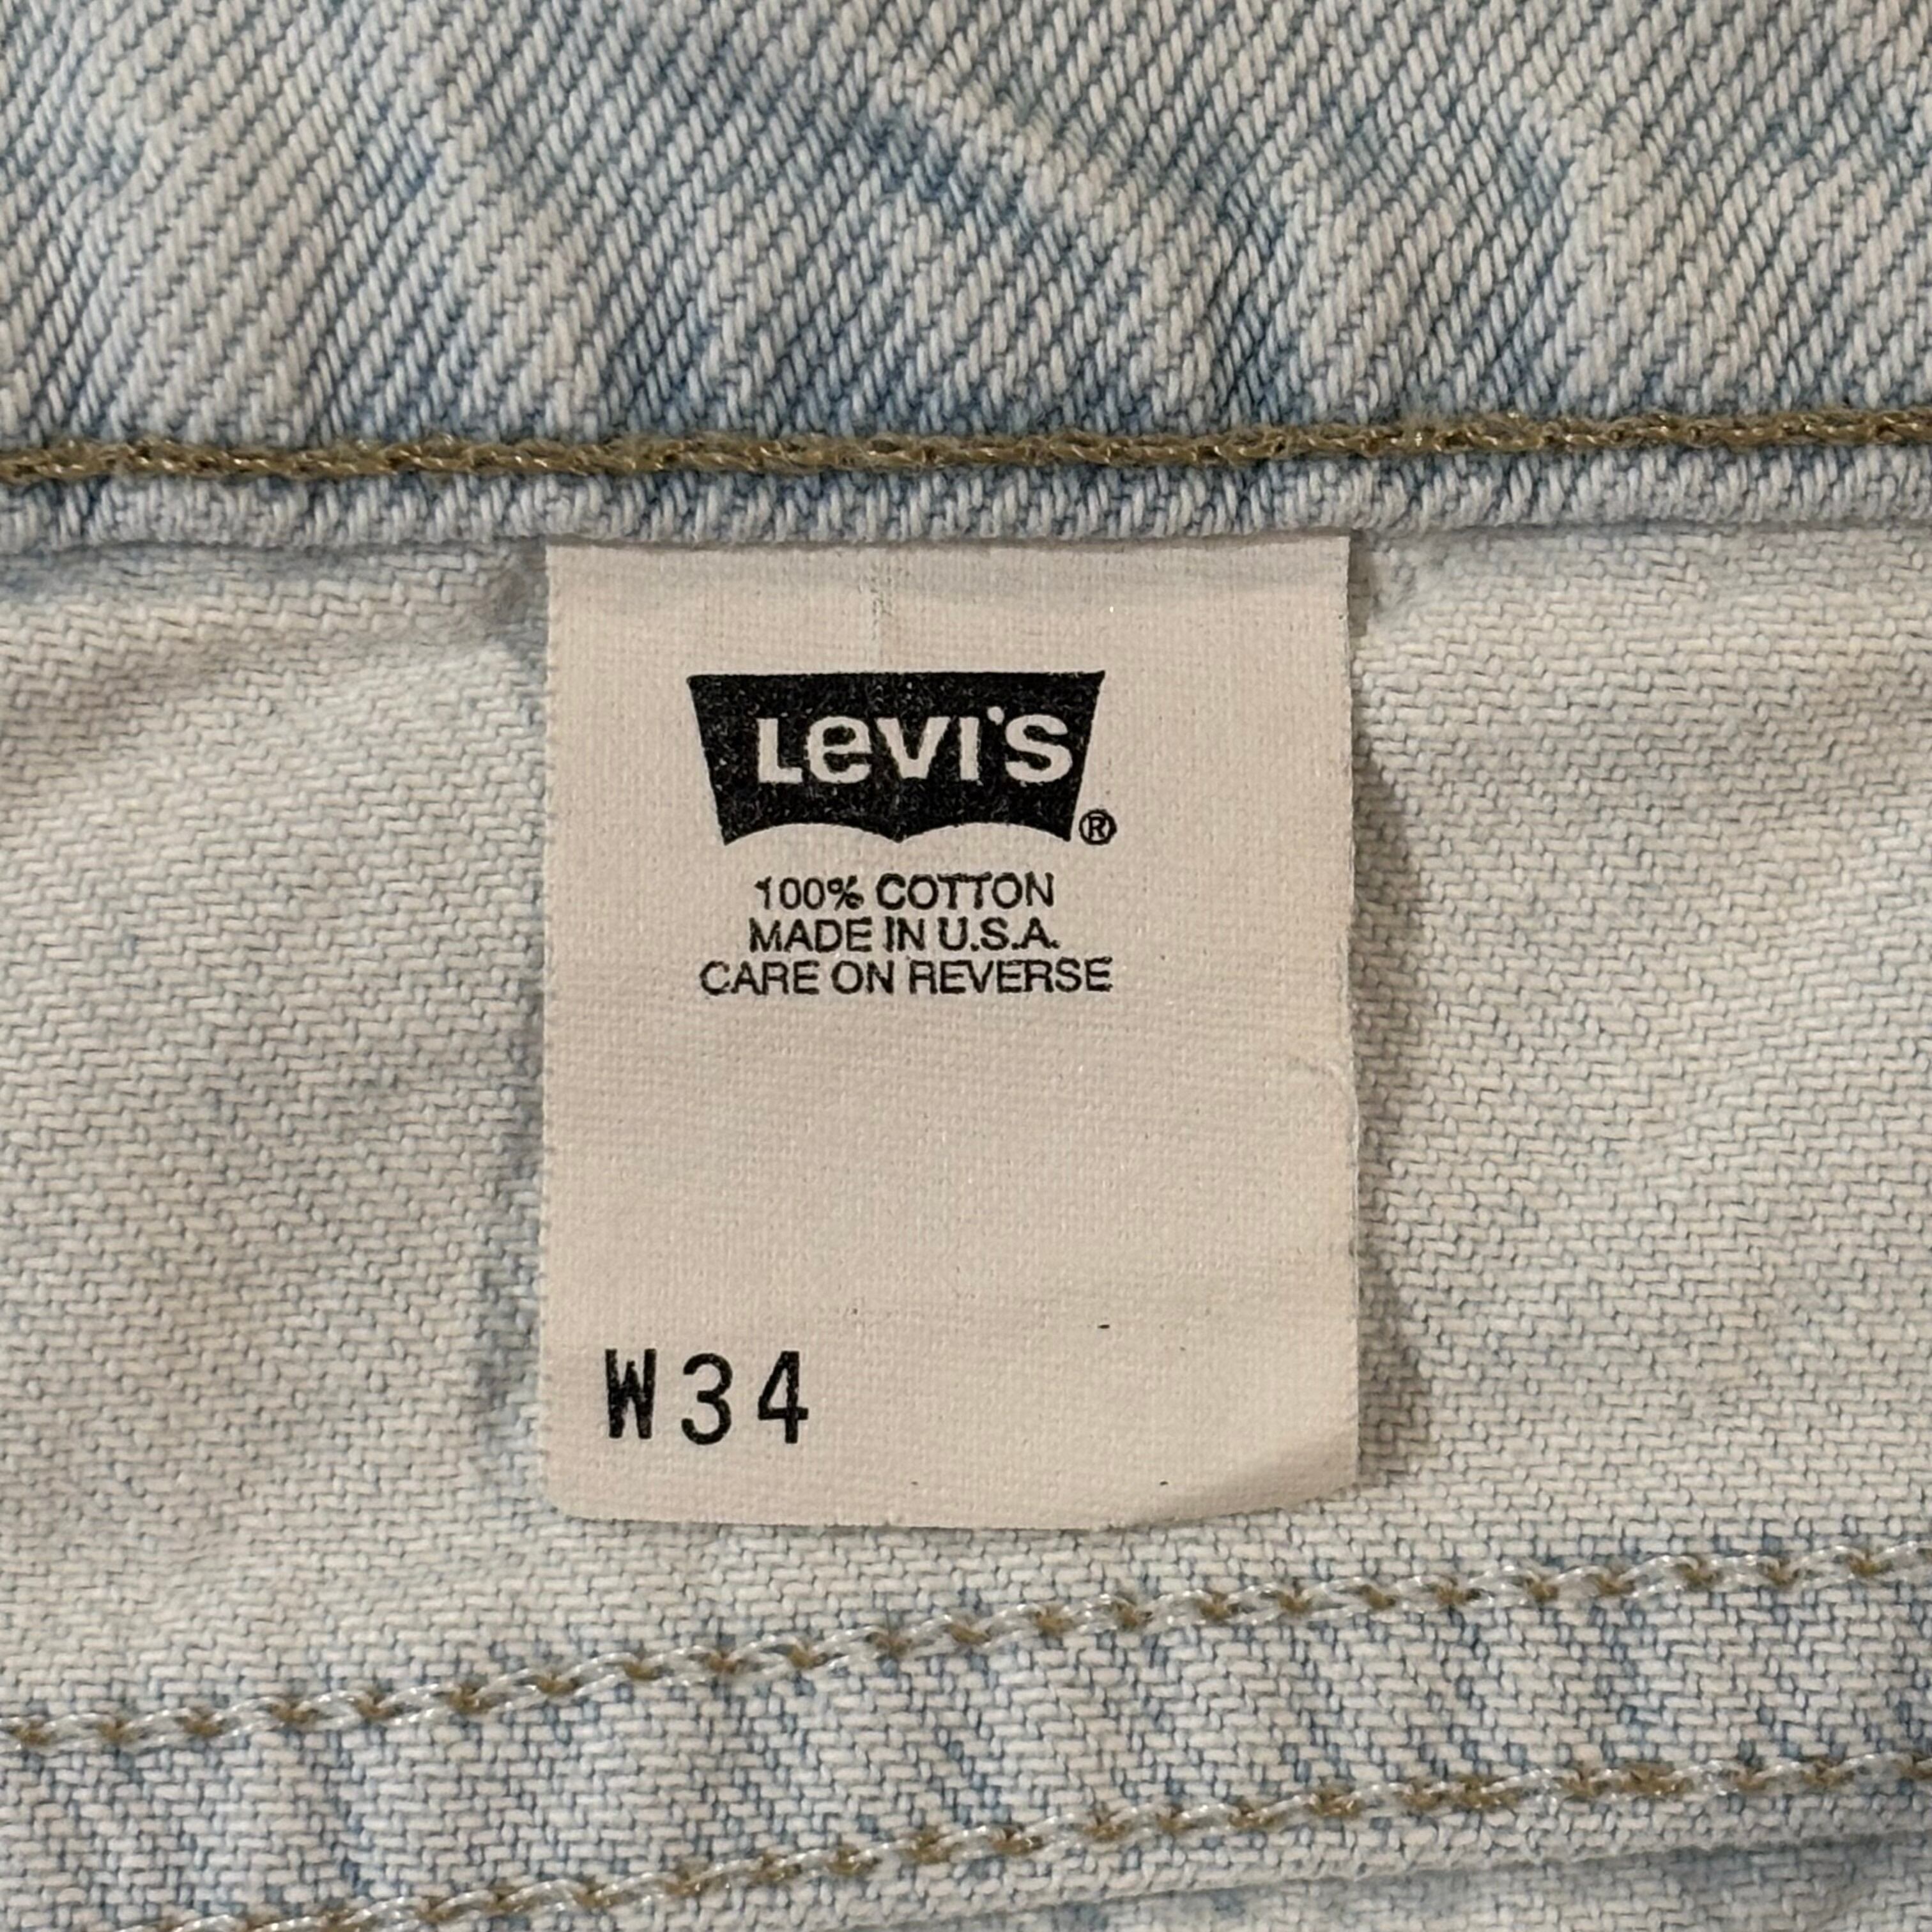 Levi's®
100% COTTON
MADE IN U.S.A.
CARE ON REVERSE
W34